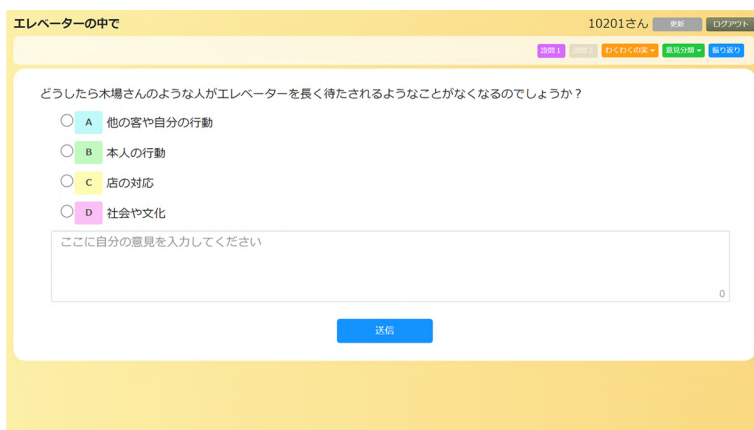 エレベーターの中で
10201さん 更新 ログアウト
設問1 設問1 わくわくの実 意見分類 振り返り
どうしたら木場さんのような人がエレベーターを長く待たされるようなことがなくなるのでしょうか？
A 他の客や自分の行動
B 本人の行動
C 店の対応
D 社会や文化
ここに自分の意見を入力してください
0
送信